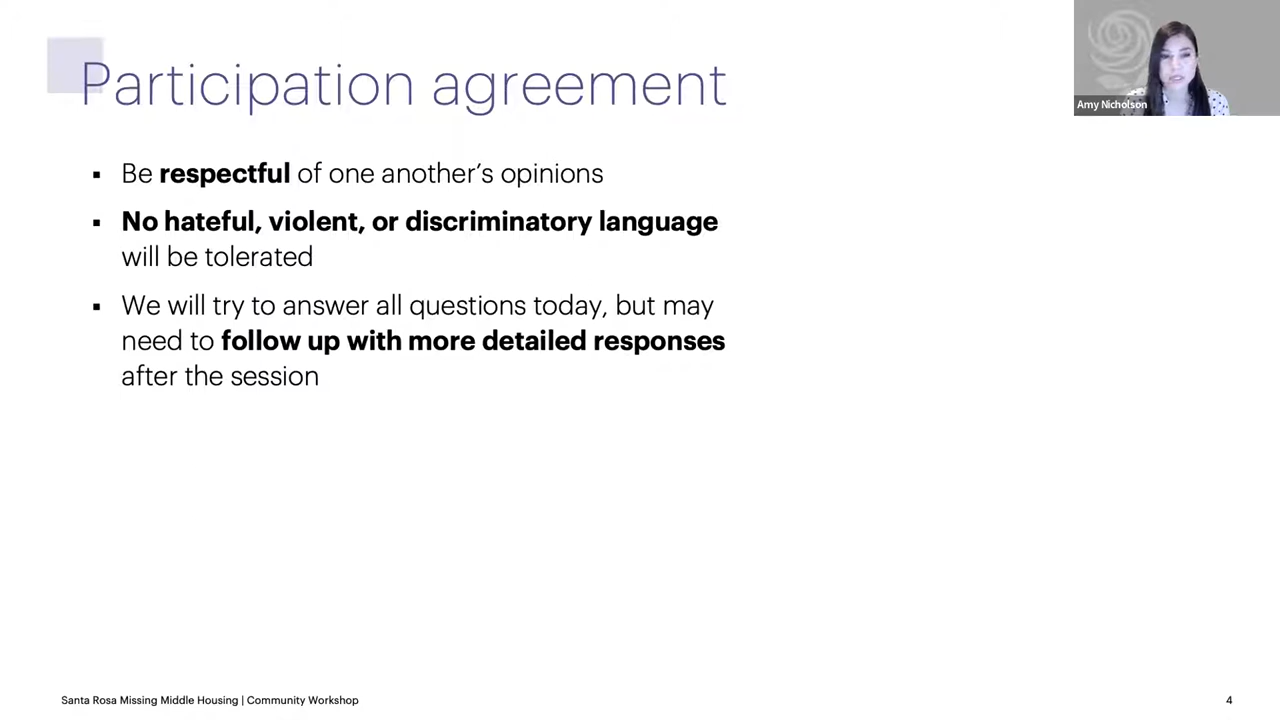 Participation agreement
Amy Nicholson
▪ Be respectful of one another’s opinions
▪ No hateful, violent, or discriminatory language
will be tolerated
▪ We will try to answer all questions today, but may
need to follow up with more detailed responses
after the session
Santa Rosa Missing Middle Housing | Community Workshop
4